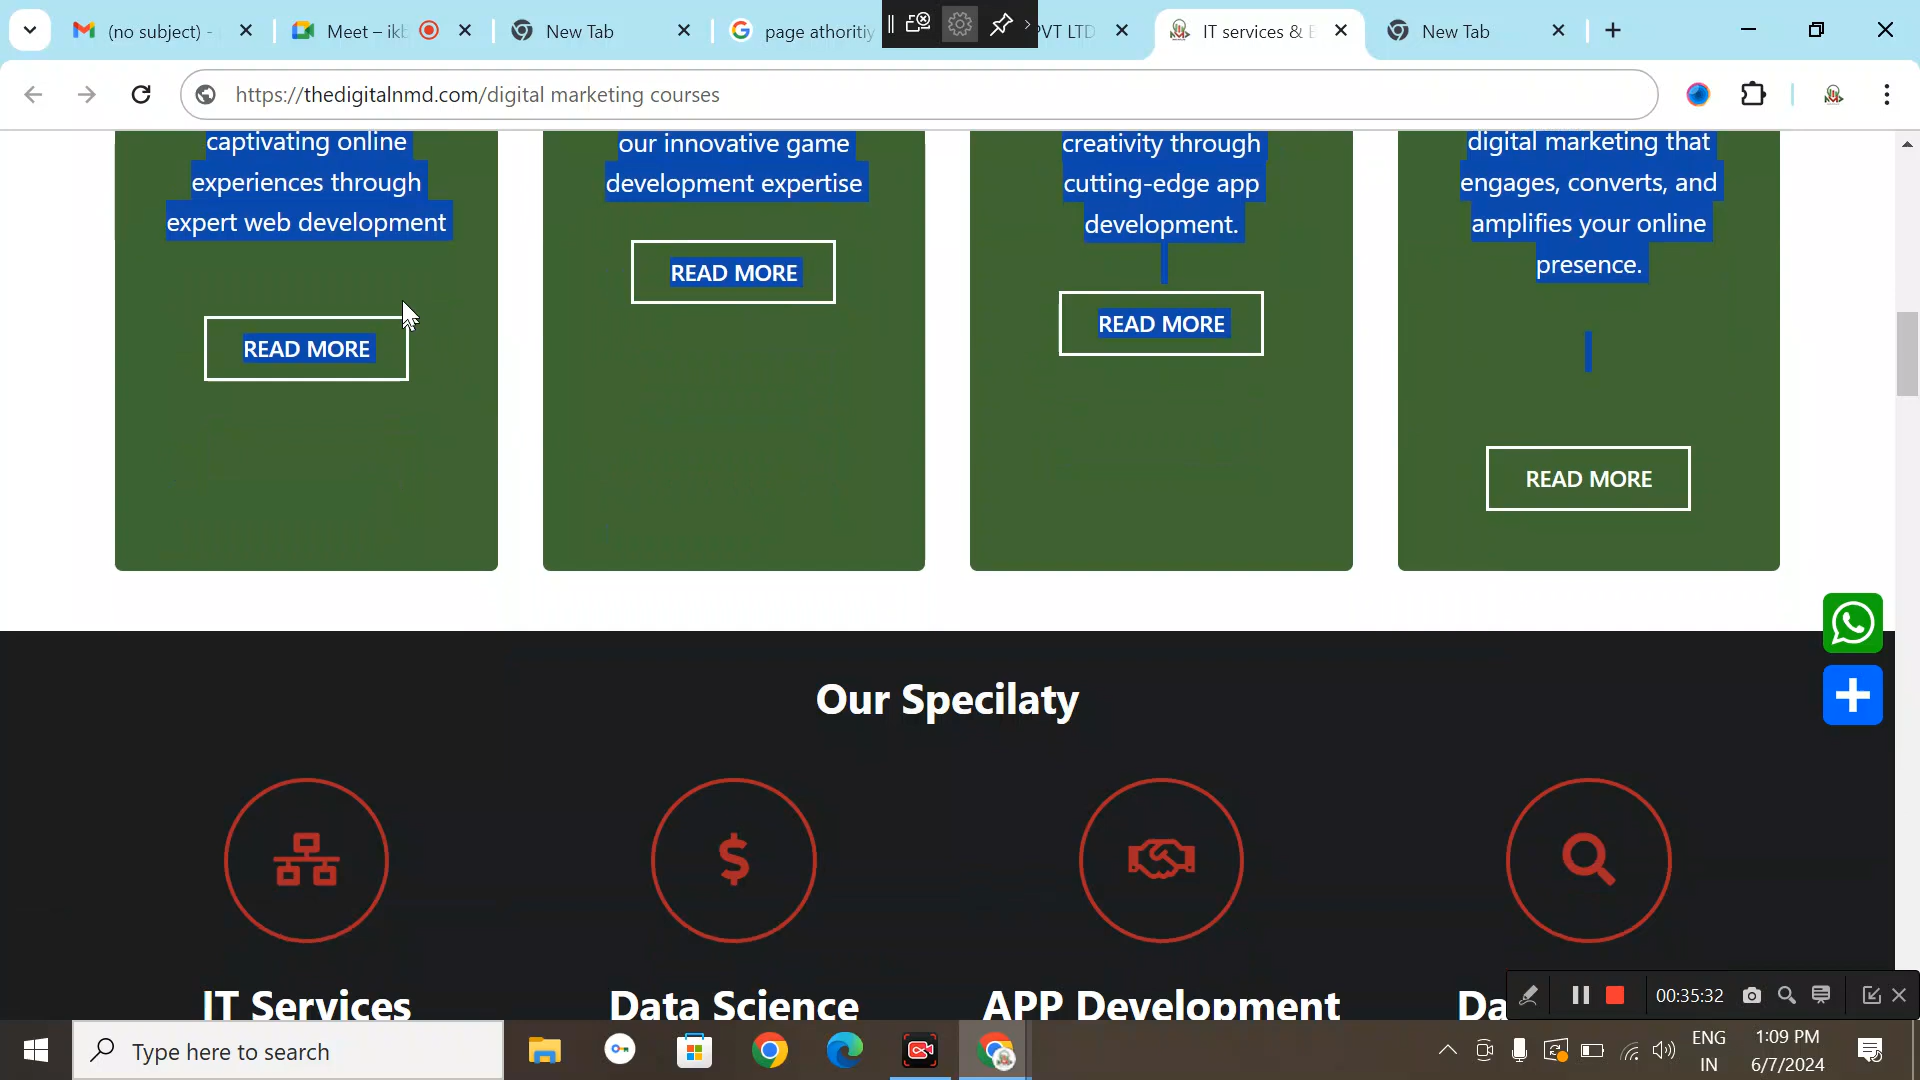 (no subject) -
Meet – ikb
New Tab
page athoritiy
PVT LTD
IT services & E
New Tab
https://thedigitalnmd.com/digital marketing courses
captivating online
experiences through
expert web development
READ MORE
our innovative game
development expertise
READ MORE
creativity through
cutting-edge app
development.
READ MORE
digital marketing that
engages, converts, and
amplifies your online
presence.
READ MORE
Our Specilaty
IT Services
Data Science
APP Development
Da
00:35:32
Type here to search
ENG
IN
1:09 PM
6/7/2024